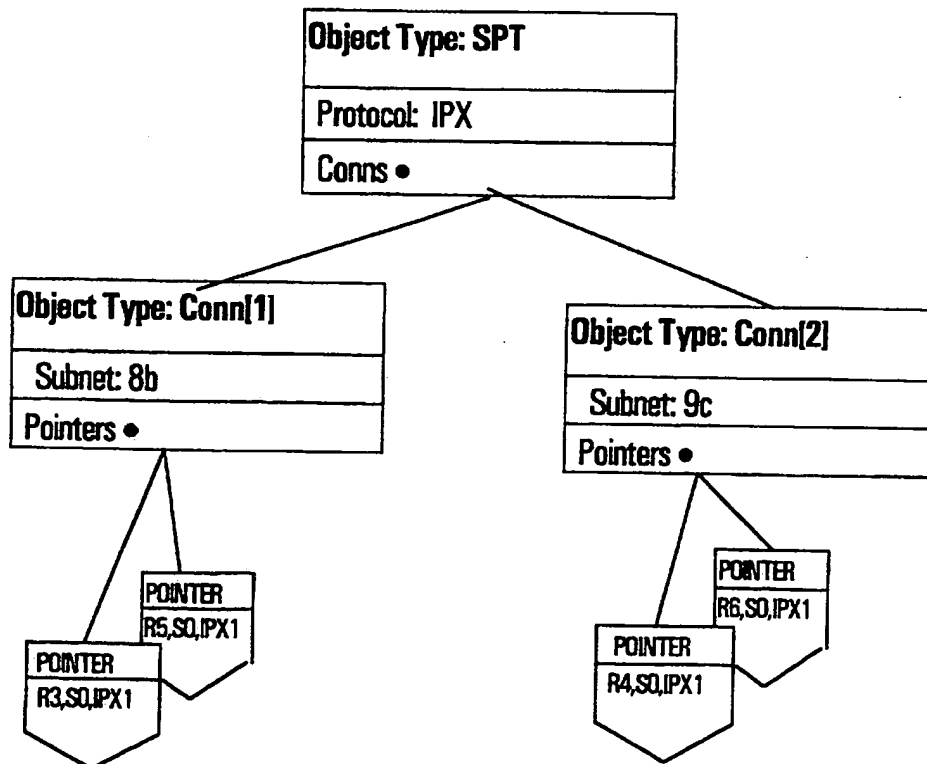 Object Type: SPT
Protocol: IPX
Conns •
Object Type: Conn[1]
Subnet: 8b
Pointers •
Object Type: Conn[2]
Subnet: 9c
Pointers •
POINTER
R5,S0,IPX1
POINTER
R3,S0,IPX1
POINTER
R6,S0,IPX1
POINTER
R4,S0,IPX1